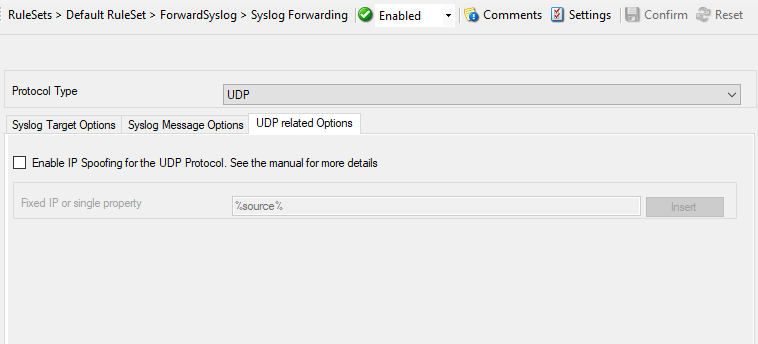 RuleSets > Default RuleSet > ForwardSyslog > Syslog Forwarding Enabled Comments Settings Confirm Reset
Protocol Type UDP
Syslog Target Options Syslog Message Options UDP related Options
Enable IP Spoofing for the UDP Protocol. See the manual for more details
Fixed IP or single property %source% Insert